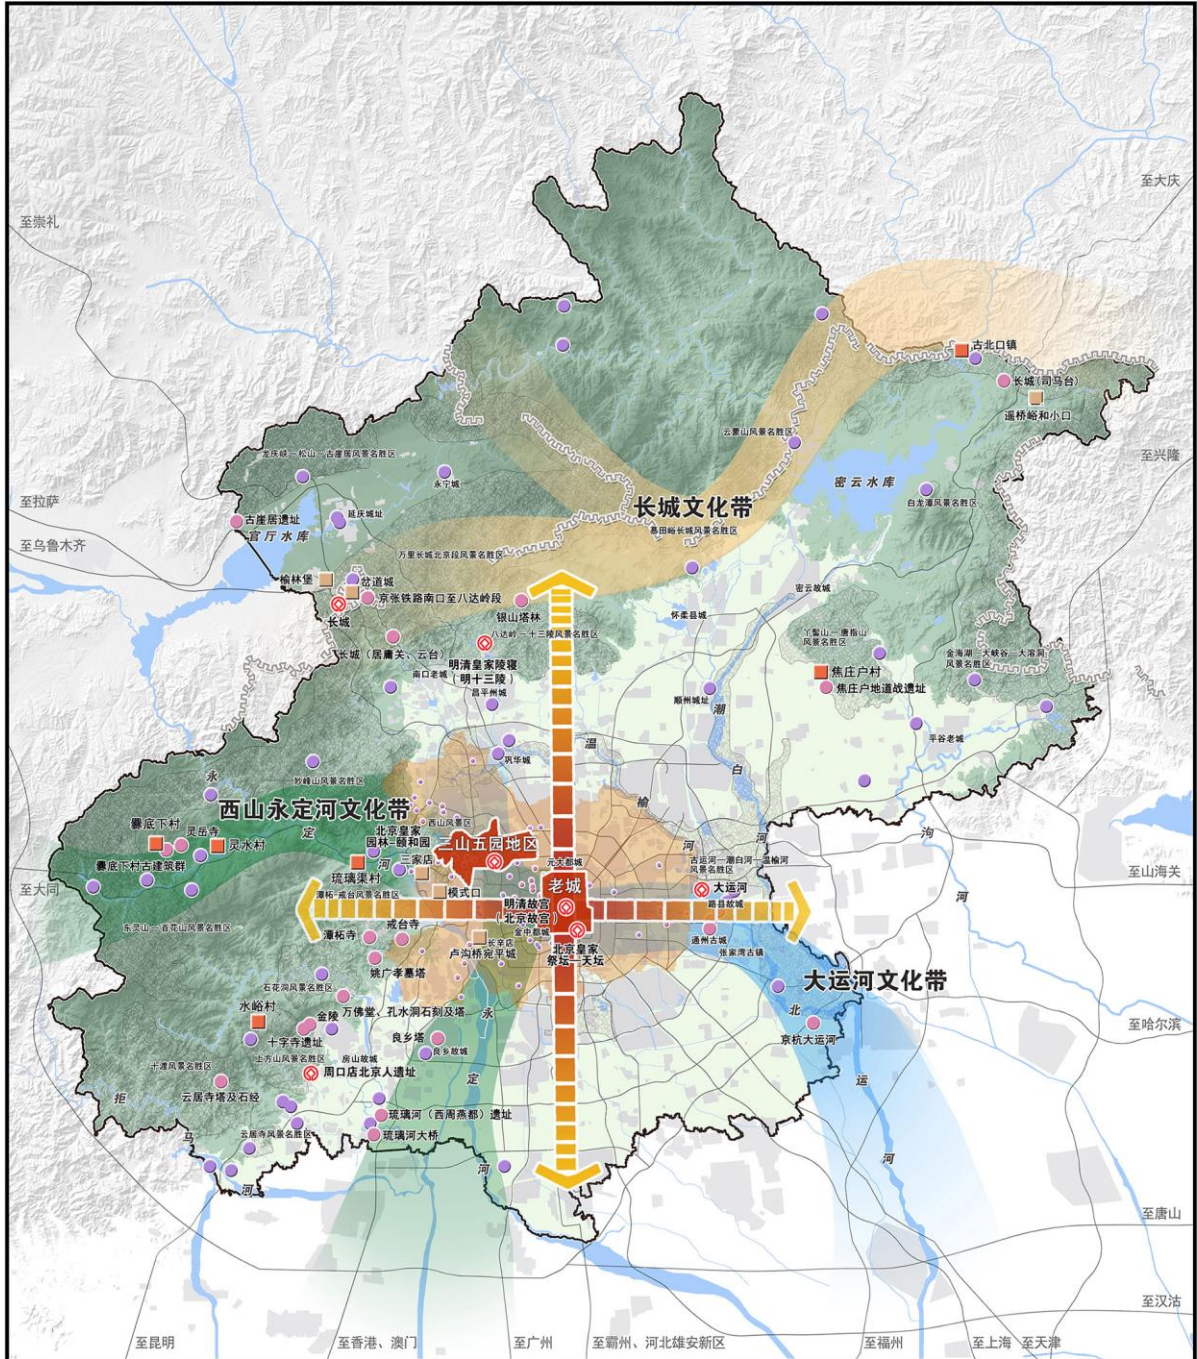 至大庆
至崇礼
古北口镇
长城(司马台)
遥桥峪和小口
云蒙山风景名胜区
龙庆峡—松山—古崖居风景名胜区
至兴隆
永宁城
密云水库
至拉萨
长城文化带
白龙潭风景名胜区
古崖居遗址
延庆城址
慕田峪长城风景名胜区
官厅水库
至乌鲁木齐
万里长城北京段风景名胜区
榆林堡
岔道城
京张铁路南口至八达岭段
密云故城
长城
银山塔林
怀柔县城
八达岭—十三陵风景名胜区
丫髻山—唐指山
风景名胜区
长城（居庸关、云台）
金海湖—大峡谷—大溶洞
风景名胜区
明清皇家陵寝
（明十三陵）
南口老城
焦庄户村
昌平州城
焦庄户地道战遗址
顺州城址
潮
白
河
温
榆
河
平谷老城
巩华城
妙峰山风景名胜区
永
定
河
西山永定河文化带
西山风景区
爨底下村
灵岳寺
灵水村
北京皇家
园林-颐和园
三山五园地区
泃
河
三家店
爨底下村古建筑群
琉璃渠村
元大都城
古运河—潮白河—温榆河
风景名胜区
至山海关
至大同
潭柘-戒台风景名胜区
模式口
老城
大运河
明清故宫
（北京故宫）
路县故城
东灵山—百花山风景名胜区
戒台寺
潭柘寺
金中都城
长辛店
卢沟桥宛平城
通州古城
北京皇家
祭坛—天坛
张家湾古镇
姚广孝墓塔
石花洞风景名胜区
大运河文化带
水峪村
金陵
万佛堂、孔水洞石刻及塔
永
定
河
北
运
河
至哈尔滨
十字寺遗址
良乡塔
京杭大运河
上方山风景名胜区
房山故城
良乡故城
十渡风景名胜区
周口店北京人遗址
云居寺塔及石经
拒
马
河
琉璃河（西周燕都）遗址
云居寺风景名胜区
琉璃河大桥
至唐山
至汉沽
至昆明
至香港、澳门
至广州
至霸州、河北雄安新区
至福州
至上海
至天津